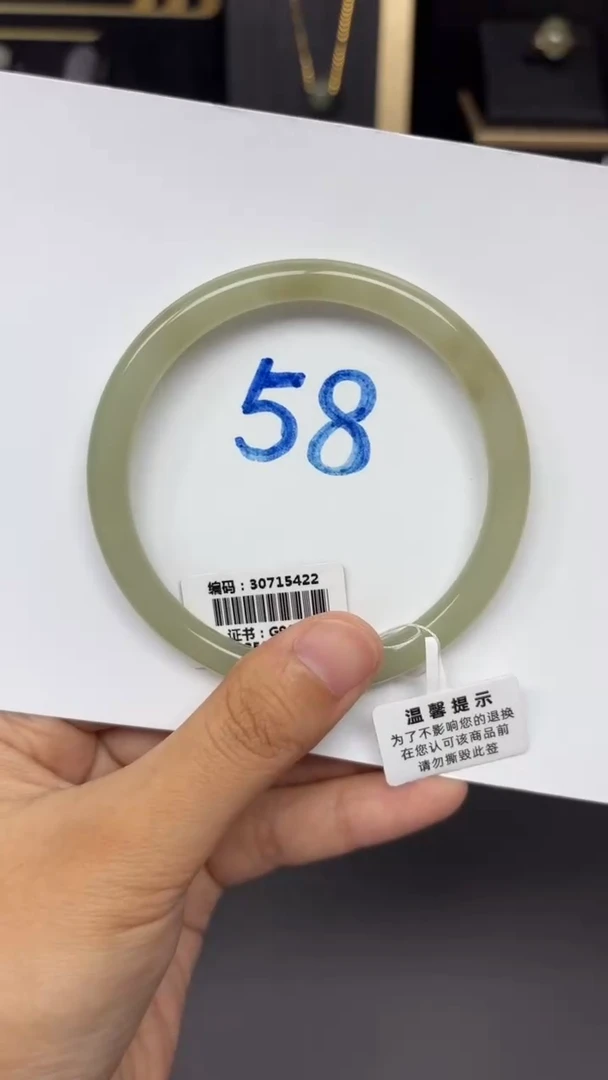 58
编码：30715422
证书：G
温馨提示
为了不影响您的退换
在您认可该商品前
请勿撕毁此签